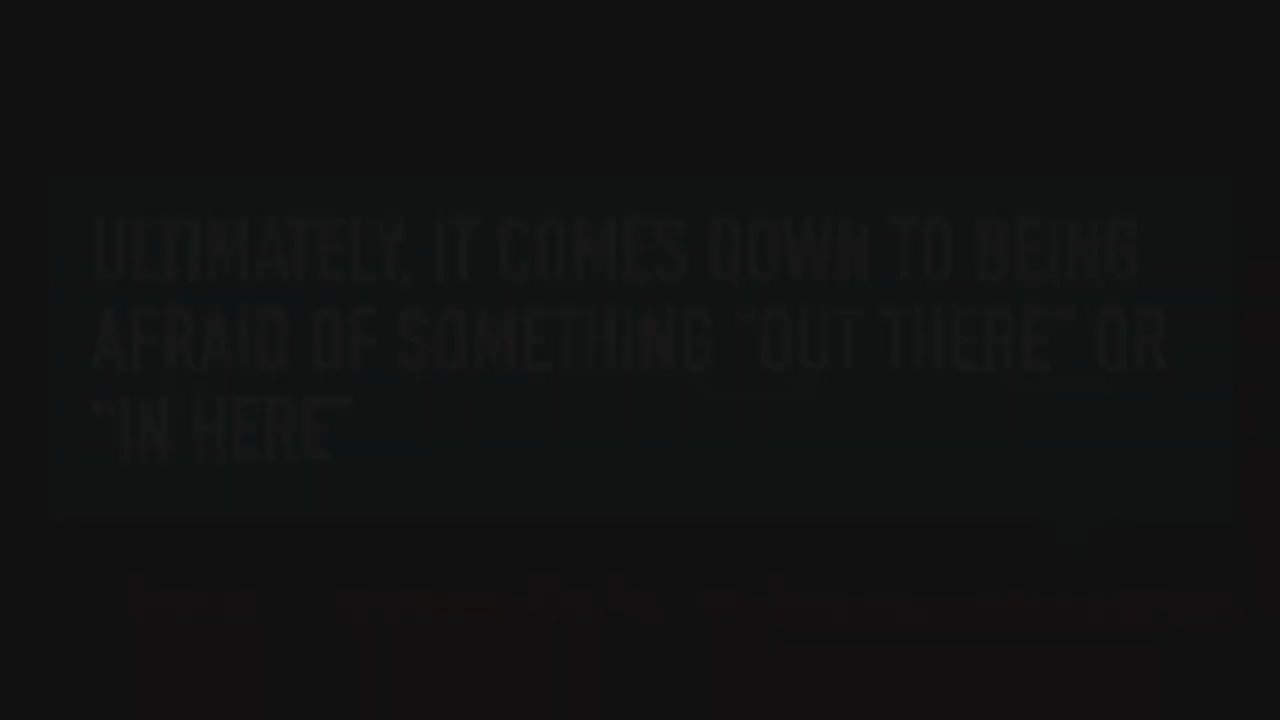 ULTIMATELY, IT COMES DOWN TO BEING
AFRAID OF SOMETHING "OUT THERE" OR
"IN HERE"